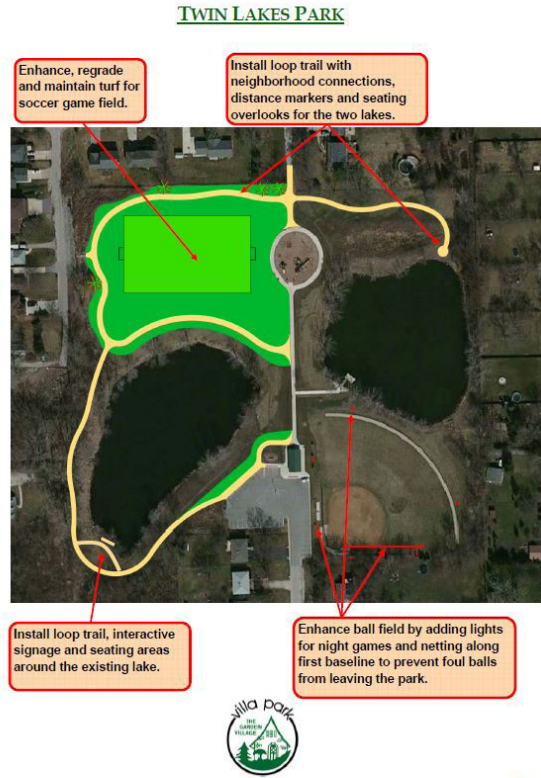 TWIN LAKES PARK
Enhance, regrade
and maintain turf for
soccer game field.
Install loop trail with
neighborhood connections,
distance markers and seating
overlooks for the two lakes.
Install loop trail, interactive
signage and seating areas
around the existing lake.
Enhance ball field by adding lights
for night games and netting along
first baseline to prevent foul balls
from leaving the park.
villa park
THE
GARDEN
VILLAGE